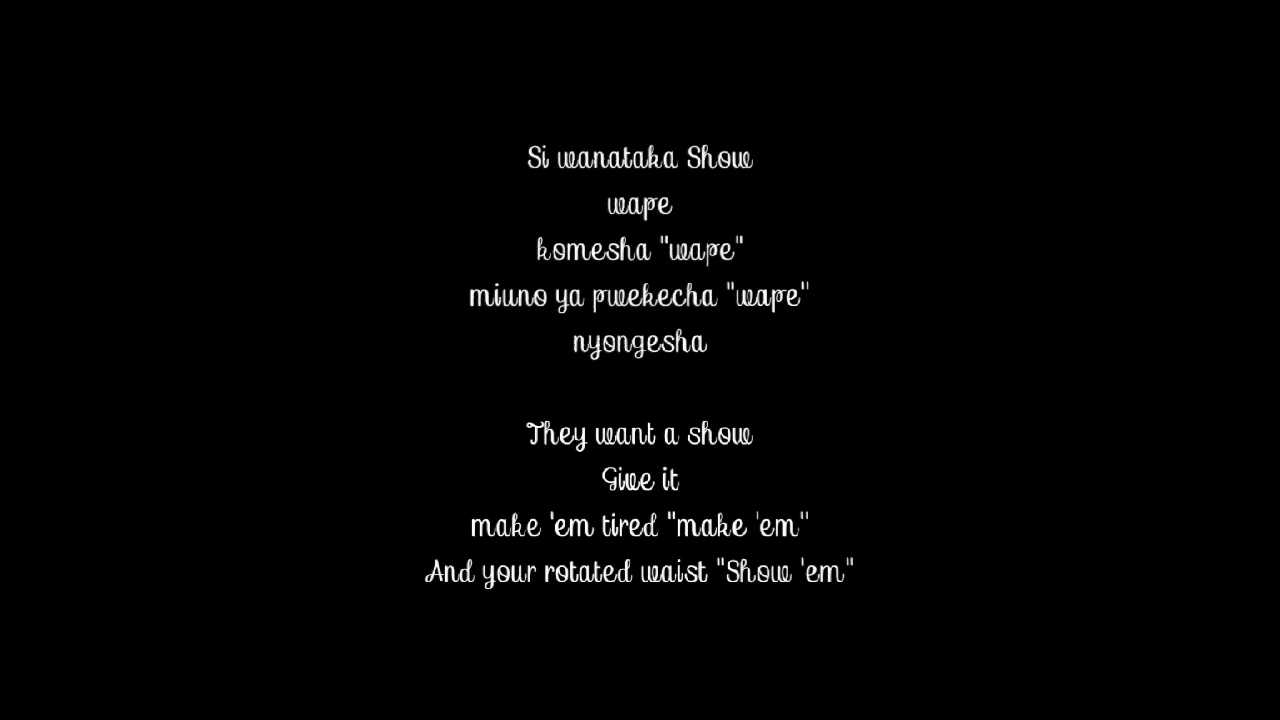 Si wanataka Show
wape
komesha "wape"
miuno ya pwekecha "wape"
nyongesha
They want a show
Give it
make 'em tired "make 'em"
And your rotated waist "Show 'em"